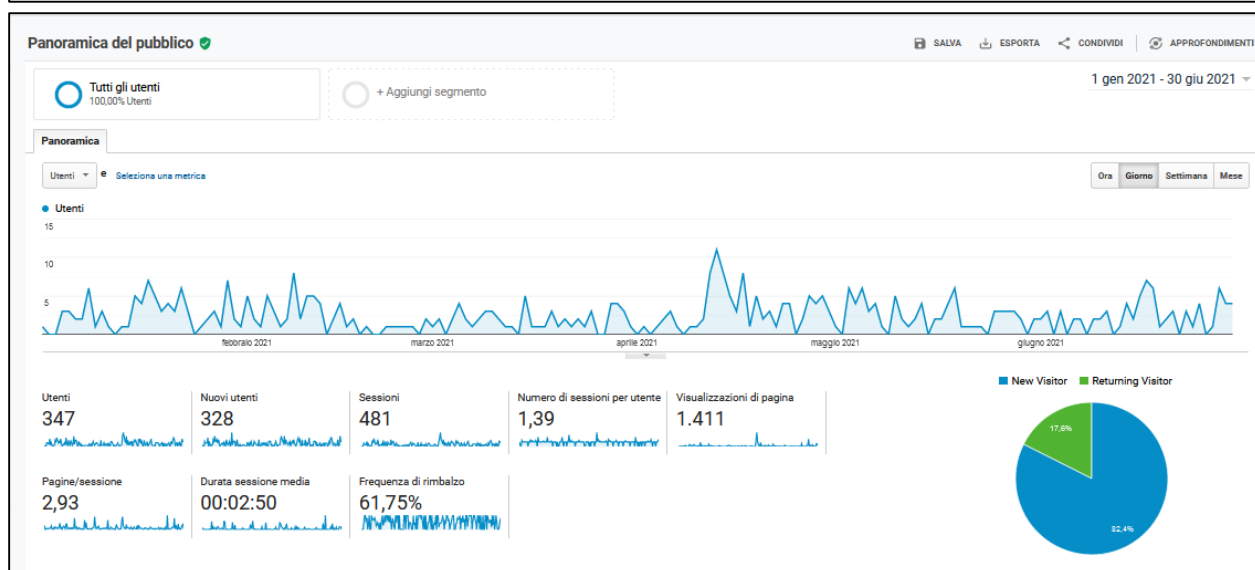 Panoramica del pubblico
SALVA ESPORTA CONDIVIDI APPROFONDIMENTI
Tutti gli utenti
100,00% Utenti
+ Aggiungi segmento
1 gen 2021 - 30 giu 2021
Panoramica
Utenti e Seleziona una metrica
Ora Giorno Settimana Mese
Utenti
15
10
5
febbraio 2021 marzo 2021 aprile 2021 maggio 2021 giugno 2021
New Visitor Returning Visitor
Utenti
347
Nuovi utenti
328
Sessioni
481
Numero di sessioni per utente
1,39
Visualizzazioni di pagina
1.411
Pagine/sessione
2,93
Durata sessione media
00:02:50
Frequenza di rimbalzo
61,75%
17,6%
82,4%